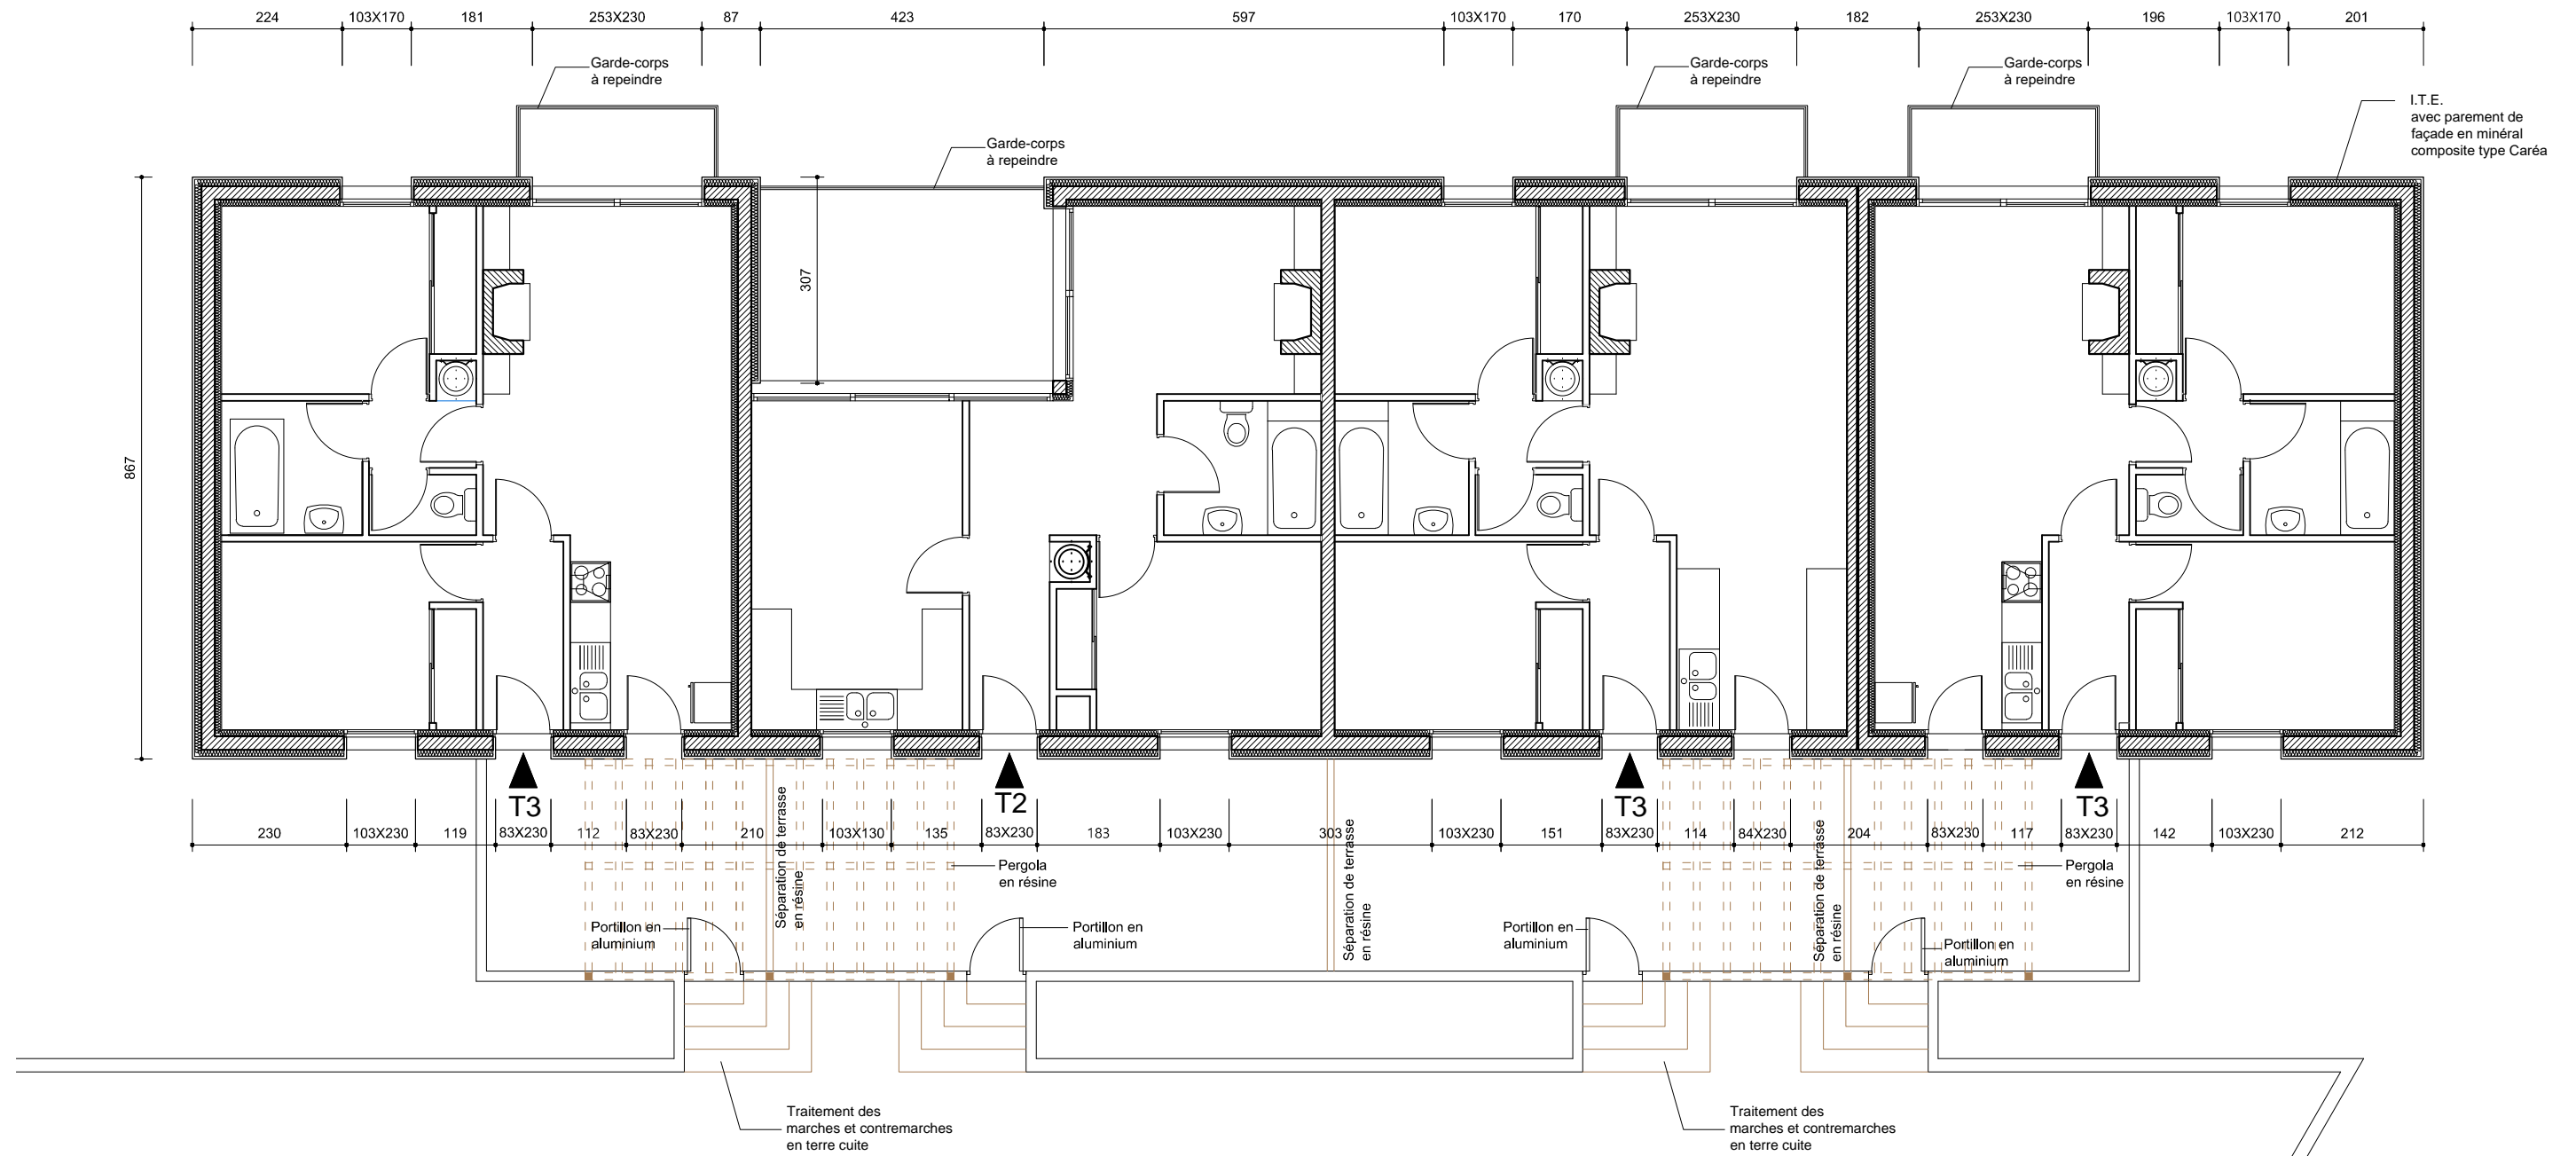 224
103X170
181
253X230
87
423
597
103X170
170
253X230
182
253X230
196
103X170
201
Garde-corps
à repeindre
Garde-corps
à repeindre
Garde-corps
à repeindre
Garde-corps
à repeindre
I.T.E.
avec parement de
façade en minéral
composite type Caréa
307
867
T3
T2
T3
T3
230
103X230
119
83X230
112
83X230
210
103X130
135
83X230
183
103X230
303
103X230
151
83X230
114
84X230
204
83X230
117
83X230
142
103X230
212
Séparation de terrasse
en résine
Séparation de terrasse
en résine
Séparation de terrasse
en résine
Pergola
en résine
Pergola
en résine
Portillon en
aluminium
Portillon en
aluminium
Portillon en
aluminium
Portillon en
aluminium
Traitement des
marches et contremarches
en terre cuite
Traitement des
marches et contremarches
en terre cuite